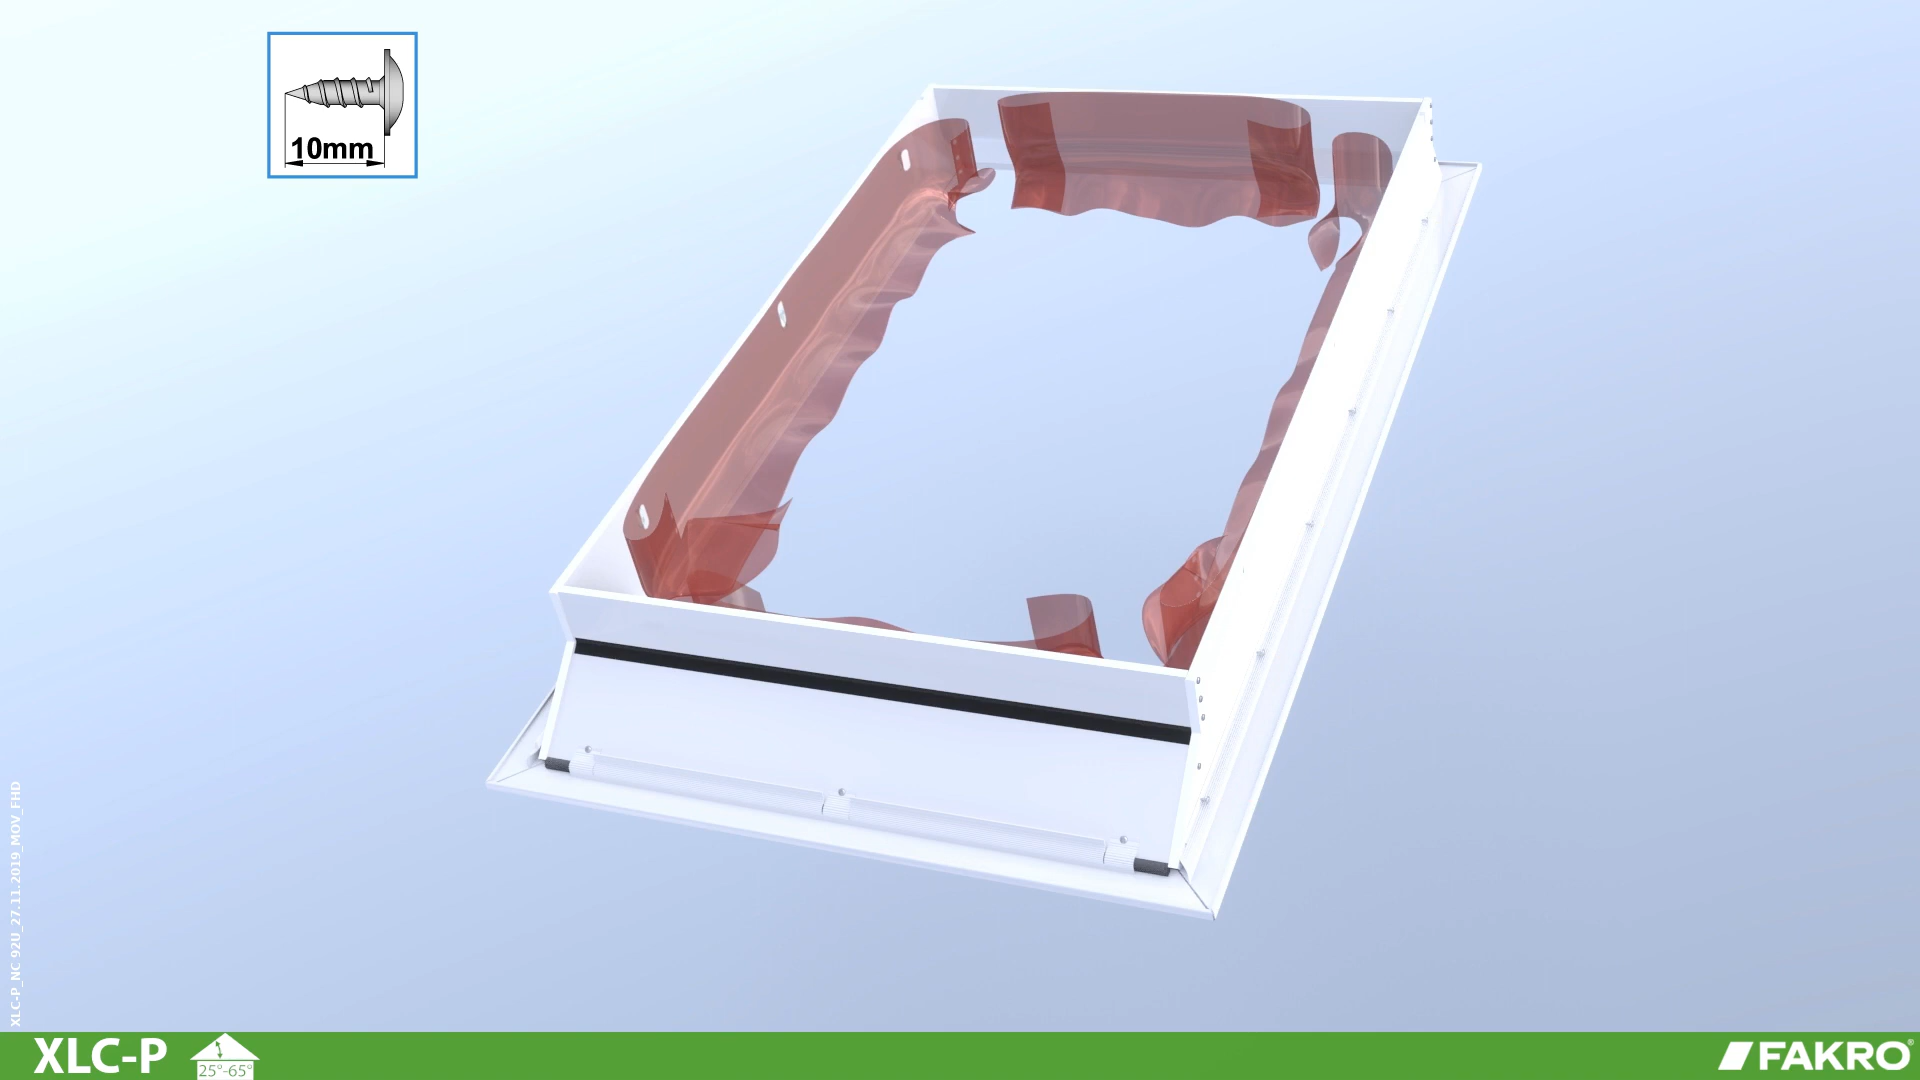 10mm
XLC-P_NC 92U_27.11.2019_MOV_FHD
XLC-P
25°-65°
FAKRO®